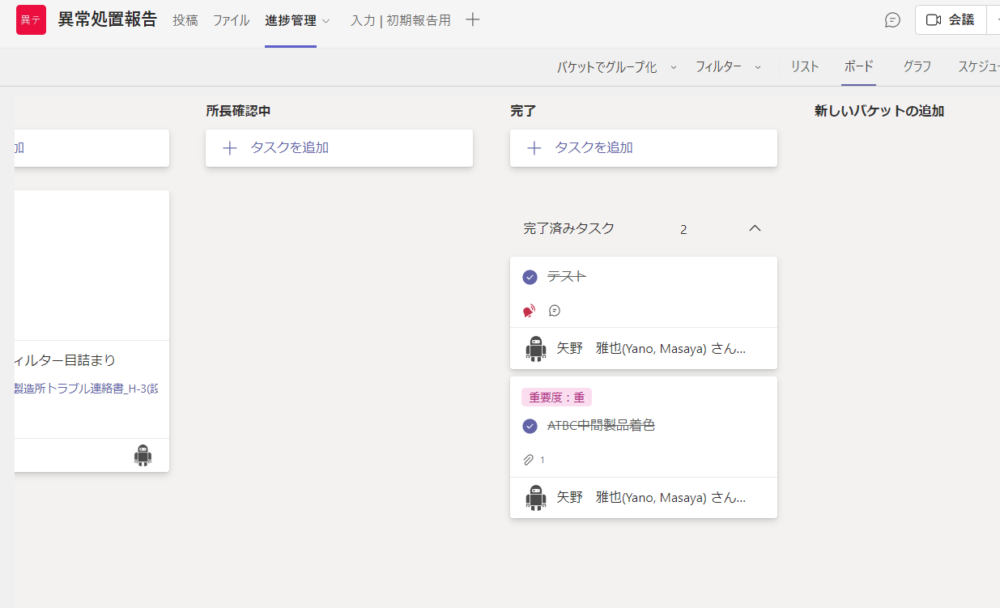 異テ 異常処置報告 投稿 ファイル 進捗管理 入力 | 初期報告用 会議
バケットでグループ化 フィルター リスト ボード グラフ スケジュー
所長確認中 完了 新しいバケットの追加
加 タスクを追加 タスクを追加
完了済みタスク 2
テスト
矢野 雅也(Yano, Masaya) さん...
ィルター目詰まり
製造所トラブル連絡書_H-3(設
重要度：重
ATBC中間製品着色
1
矢野 雅也(Yano, Masaya) さん...